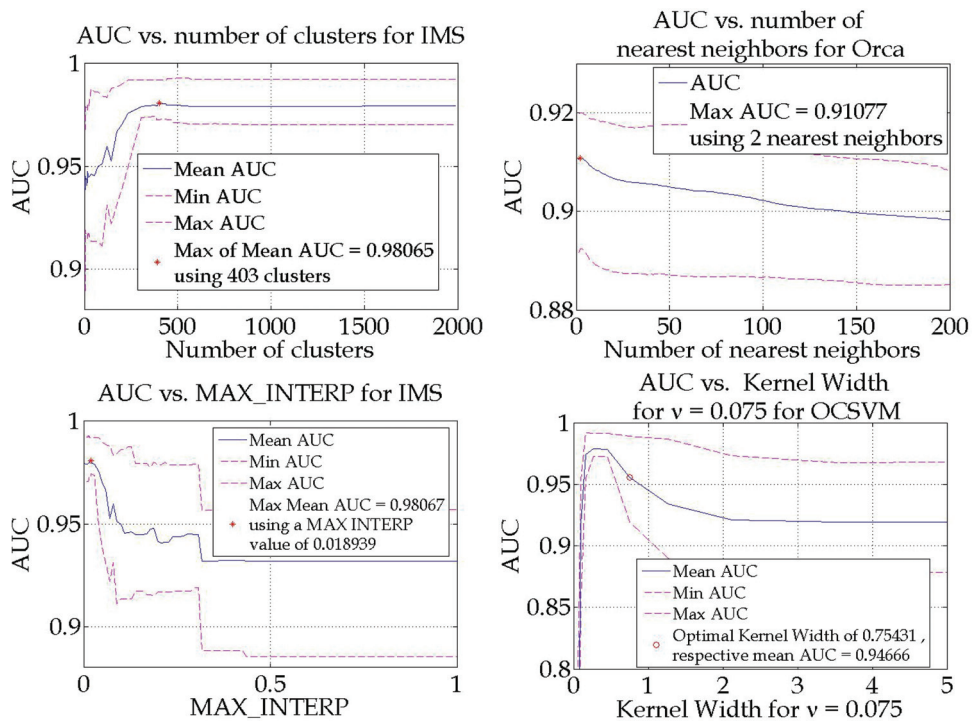 AUC vs. number of clusters for IMS
1
0.95
0.9
AUC
Mean AUC
Min AUC
Max AUC
Max of Mean AUC = 0.98065
using 403 clusters
0
500
1000
1500
2000
Number of clusters
AUC vs. number of
nearest neighbors for Orca
0.92
0.9
0.88
AUC
AUC
Max AUC = 0.91077
using 2 nearest neighbors
0
50
100
150
200
Number of nearest neighbors
AUC vs. MAX_INTERP for IMS
1
0.95
0.9
AUC
Mean AUC
Min AUC
Max AUC
Max Mean AUC = 0.98067
using a MAX INTERP
value of 0.018939
0
0.5
1
MAX_INTERP
AUC vs. Kernel Width
for ν = 0.075 for OCSVM
1
0.95
0.9
0.85
0.8
AUC
Mean AUC
Min AUC
Max AUC
Optimal Kernel Width of 0.75431 ,
respective mean AUC = 0.94666
0
1
2
3
4
5
Kernel Width for ν = 0.075